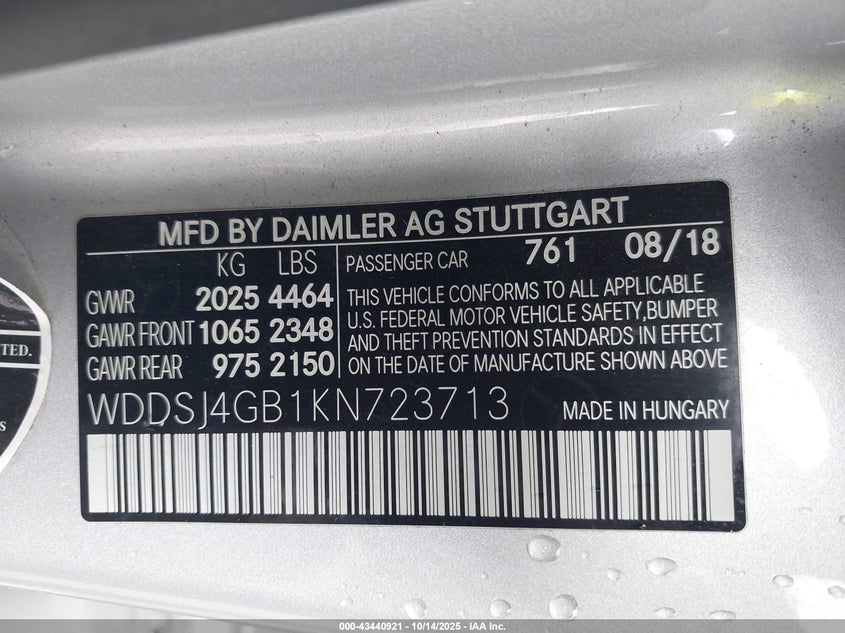 MFD BY DAIMLER AG STUTTGART
KG LBS
GVWR 2025 4464
GAWR FRONT 1065 2348
GAWR REAR 975 2150
PASSENGER CAR 761 08/18
THIS VEHICLE CONFORMS TO ALL APPLICABLE
U.S. FEDERAL MOTOR VEHICLE SAFETY,BUMPER
AND THEFT PREVENTION STANDARDS IN EFFECT
ON THE DATE OF MANUFACTURE SHOWN ABOVE
WDDSJ4GB1KN723713 MADE IN HUNGARY
TED.
S
000-43440921 - 10/14/2025 - IAA Inc.